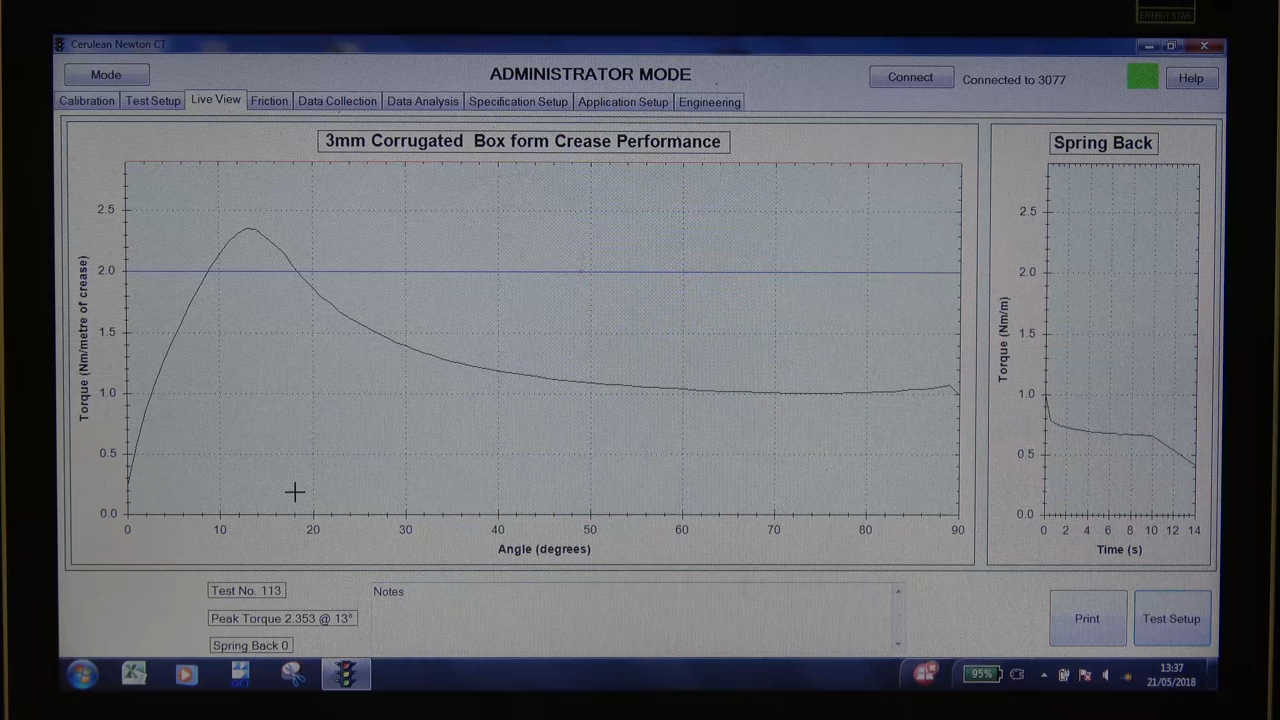 ENERGY STAR
Cerulean Newton CT
Mode
ADMINISTRATOR MODE
Connect
Connected to 3077
Help
Calibration
Test Setup
Live View
Friction
Data Collection
Data Analysis
Specification Setup
Application Setup
Engineering
3mm Corrugated Box form Crease Performance
Torque (Nm/metre of crease)
2.5
2.0
1.5
1.0
0.5
0.0
0 10 20 30 40 50 60 70 80 90
Angle (degrees)
Spring Back
Torque (Nm/m)
2.5
2.0
1.5
1.0
0.5
0.0
0 2 4 6 8 10 12 14
Time (s)
Test No. 113
Peak Torque 2.353 @ 13°
Spring Back 0
Notes
Print
Test Setup
95%
13:37
21/05/2018